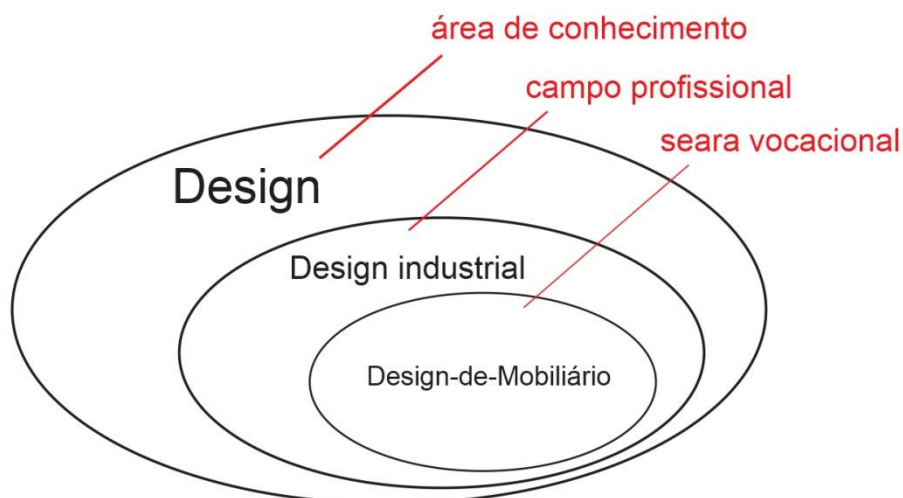 área de conhecimento
campo profissional
seara vocacional
Design
Design industrial
Design-de-Mobiliário